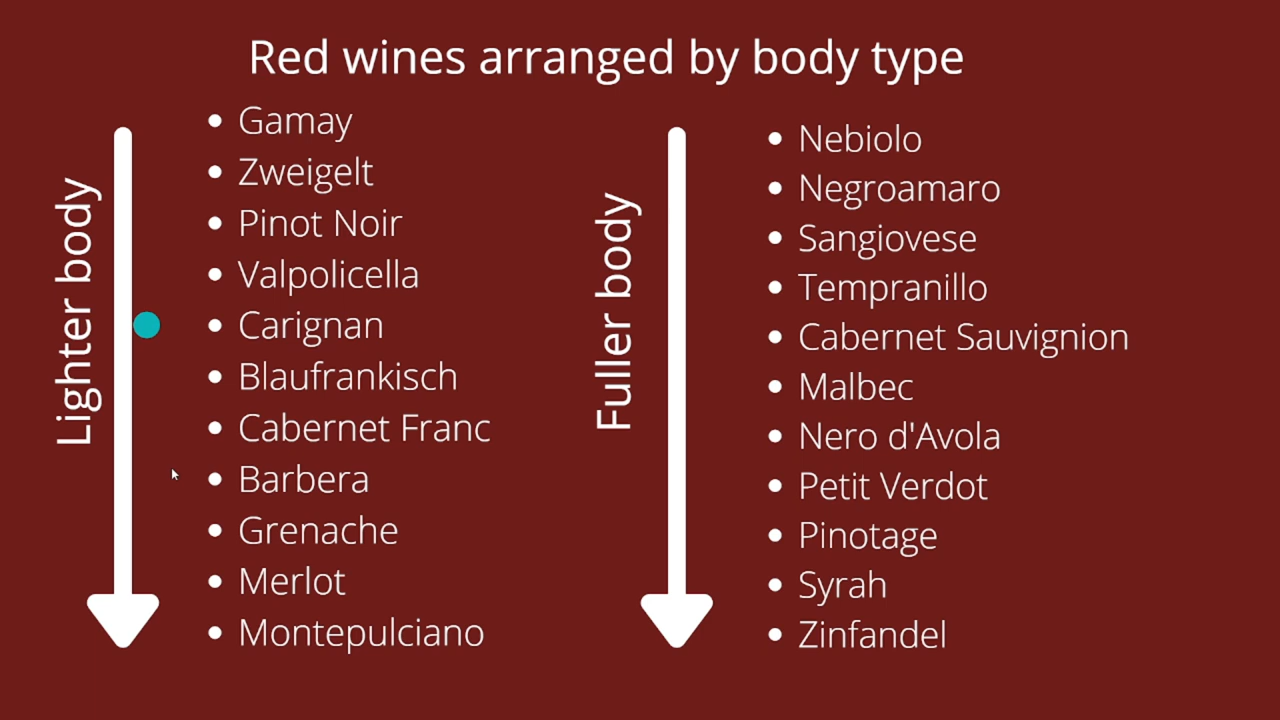 Red wines arranged by body type
Lighter body
Gamay
Zweigelt
Pinot Noir
Valpolicella
Carignan
Blaufrankisch
Cabernet Franc
Barbera
Grenache
Merlot
Montepulciano
Fuller body
Nebiolo
Negroamaro
Sangiovese
Tempranillo
Cabernet Sauvignion
Malbec
Nero d'Avola
Petit Verdot
Pinotage
Syrah
Zinfandel